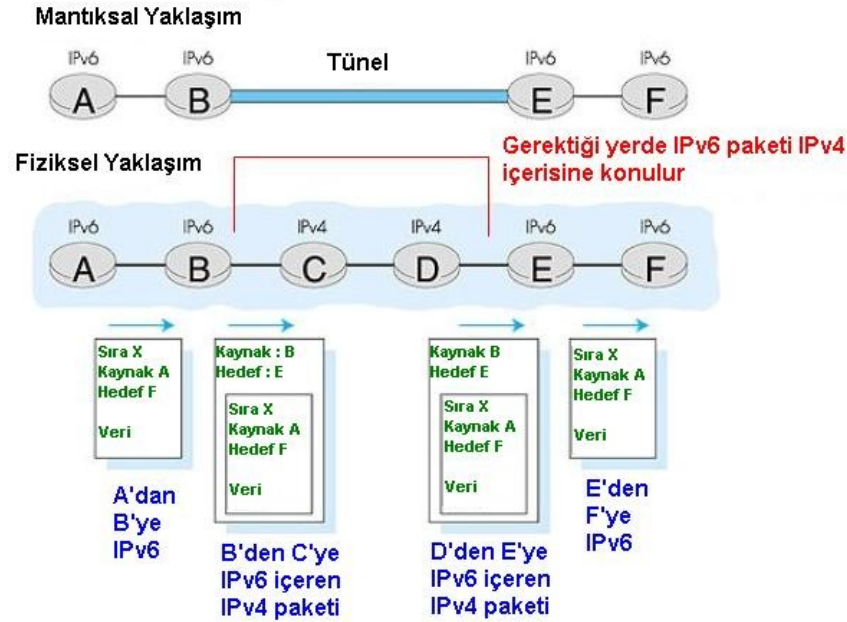 Mantıksal Yaklaşım
IPv6 IPv6 Tünel IPv6 IPv6
A B E F
Fiziksel Yaklaşım
Gerektiği yerde IPv6 paketi IPv4
içerisine konulur
IPv6 IPv6 IPv4 IPv4 IPv6 IPv6
A B C D E F
Sıra X
Kaynak A
Hedef F
Veri
A'dan
B'ye
IPv6
Kaynak : B
Hedef : E
Sıra X
Kaynak A
Hedef F
Veri
B'den C'ye
IPv6 içeren
IPv4 paketi
Kaynak B
Hedef E
Sıra X
Kaynak A
Hedef F
Veri
D'den E'ye
IPv6 içeren
IPv4 paketi
Sıra X
Kaynak A
Hedef F
Veri
E'den
F'ye
IPv6